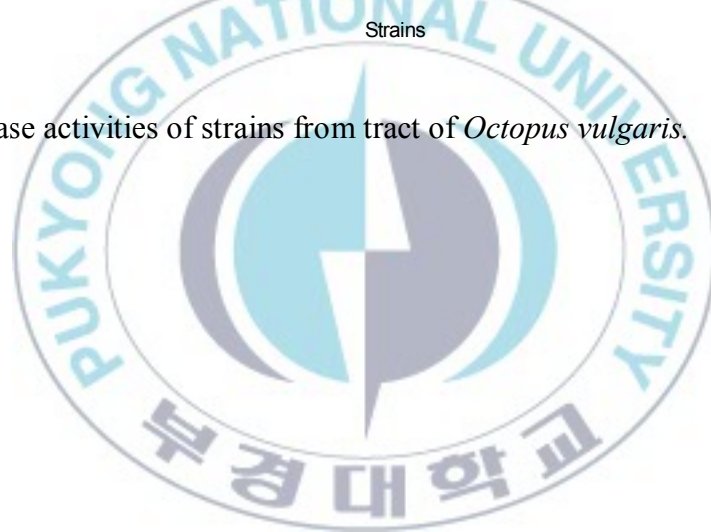 Strains
PUKYONG NATIONAL UNIVERSITY
ase activities of strains from tract of Octopus vulgaris.
부경대학교